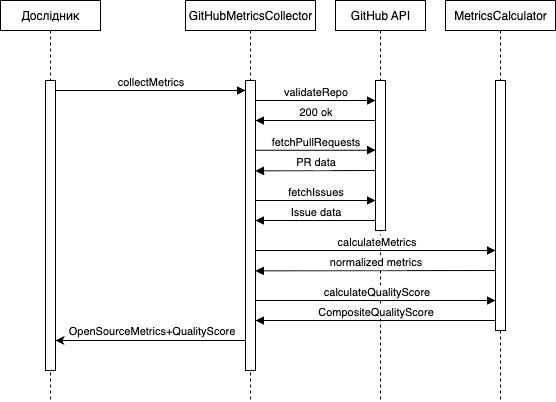 Дослідник
GitHubMetricsCollector
GitHub API
MetricsCalculator
collectMetrics
validateRepo
200 ok
fetchPullRequests
PR data
fetchIssues
Issue data
calculateMetrics
normalized metrics
calculateQualityScore
CompositeQualityScore
OpenSourceMetrics+QualityScore